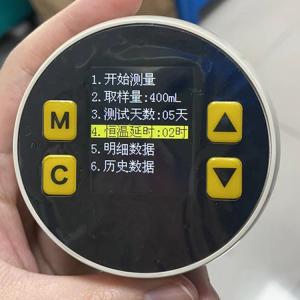 1.开始测量
2.取样量:400mL
3.测试天数:05天
4.恒温延时:02时
5.明细数据
6.历史数据
M
C